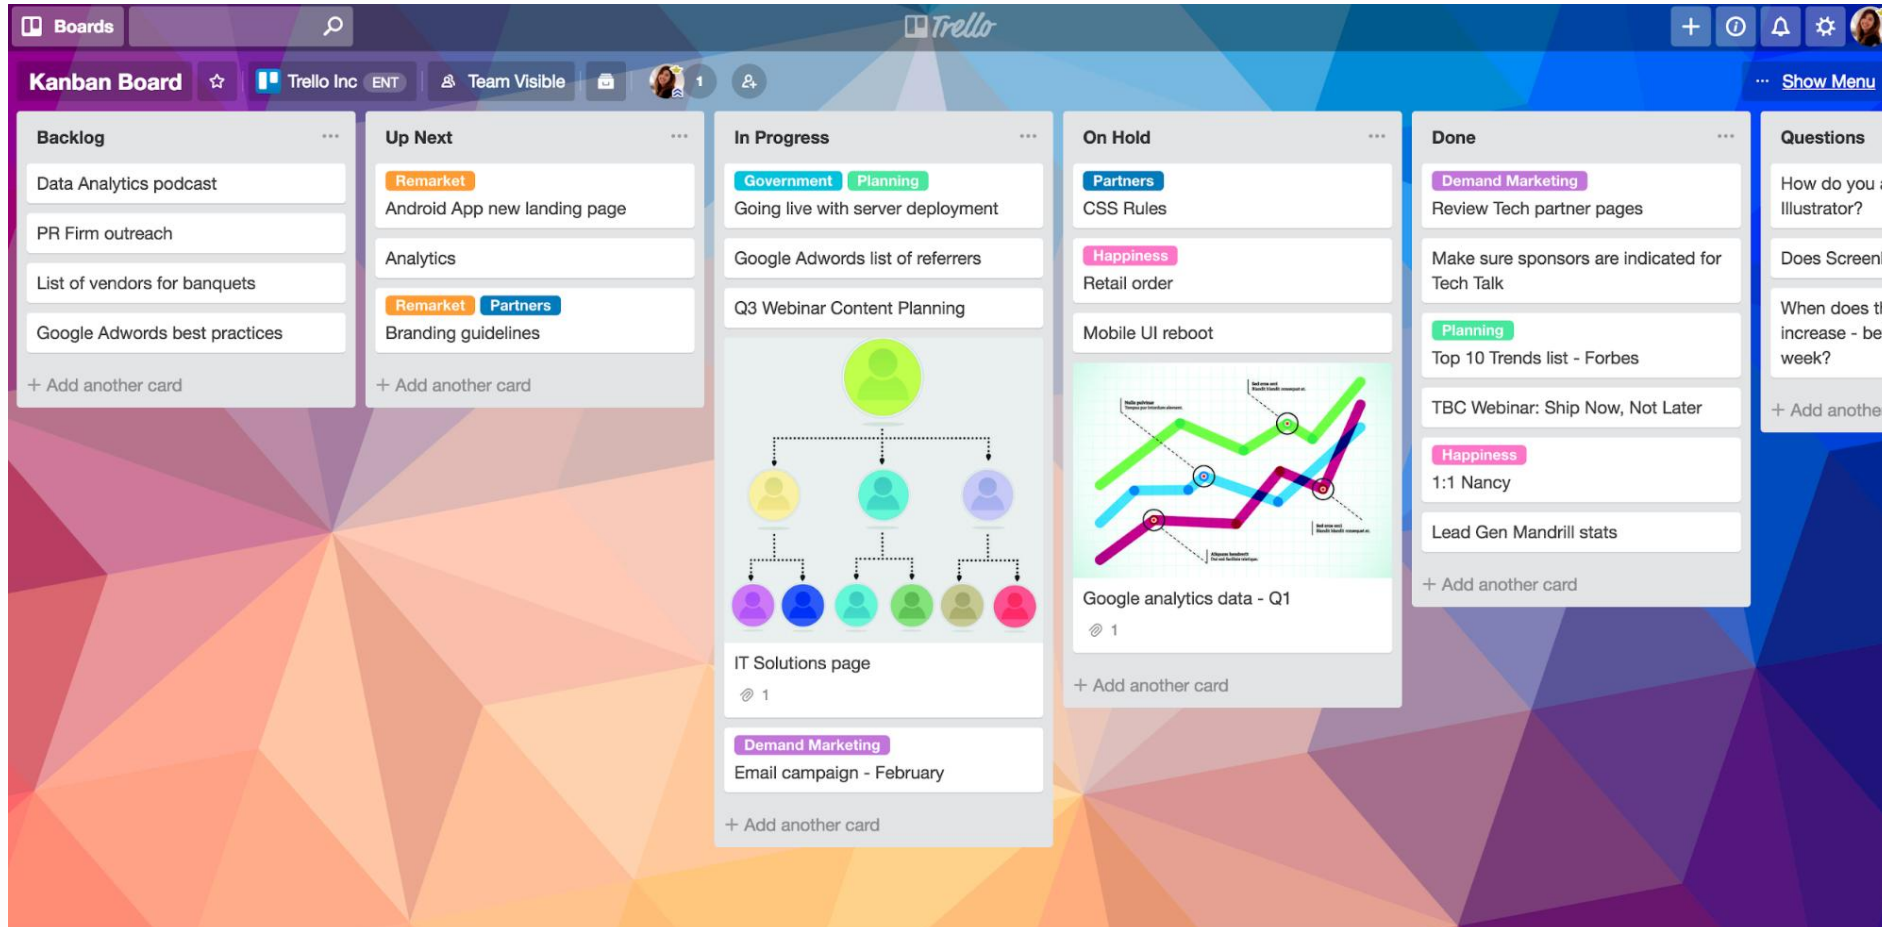 Boards
Trello
Kanban Board
Trello Inc ENT
Team Visible
1
Show Menu
Backlog
Data Analytics podcast
PR Firm outreach
List of vendors for banquets
Google Adwords best practices
+ Add another card
Up Next
Remarket
Android App new landing page
Analytics
Remarket Partners
Branding guidelines
+ Add another card
In Progress
Government Planning
Going live with server deployment
Google Adwords list of referrers
Q3 Webinar Content Planning
IT Solutions page
1
Demand Marketing
Email campaign - February
+ Add another card
On Hold
Partners
CSS Rules
Happiness
Retail order
Mobile UI reboot
Google analytics data - Q1
1
+ Add another card
Done
Demand Marketing
Review Tech partner pages
Make sure sponsors are indicated for
Tech Talk
Planning
Top 10 Trends list - Forbes
TBC Webinar: Ship Now, Not Later
Happiness
1:1 Nancy
Lead Gen Mandrill stats
+ Add another card
Questions
How do you
Illustrator?
Does
When does
increase -
week?
+ Add